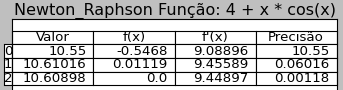 Newton_Raphson Função: 4 + x * cos(x)
Valor f(x) f'(x) Precisão
0 10.55 -0.5468 9.08896 10.55
1 10.61016 0.01119 9.45589 0.06016
2 10.60898 0.0 9.44897 0.00118